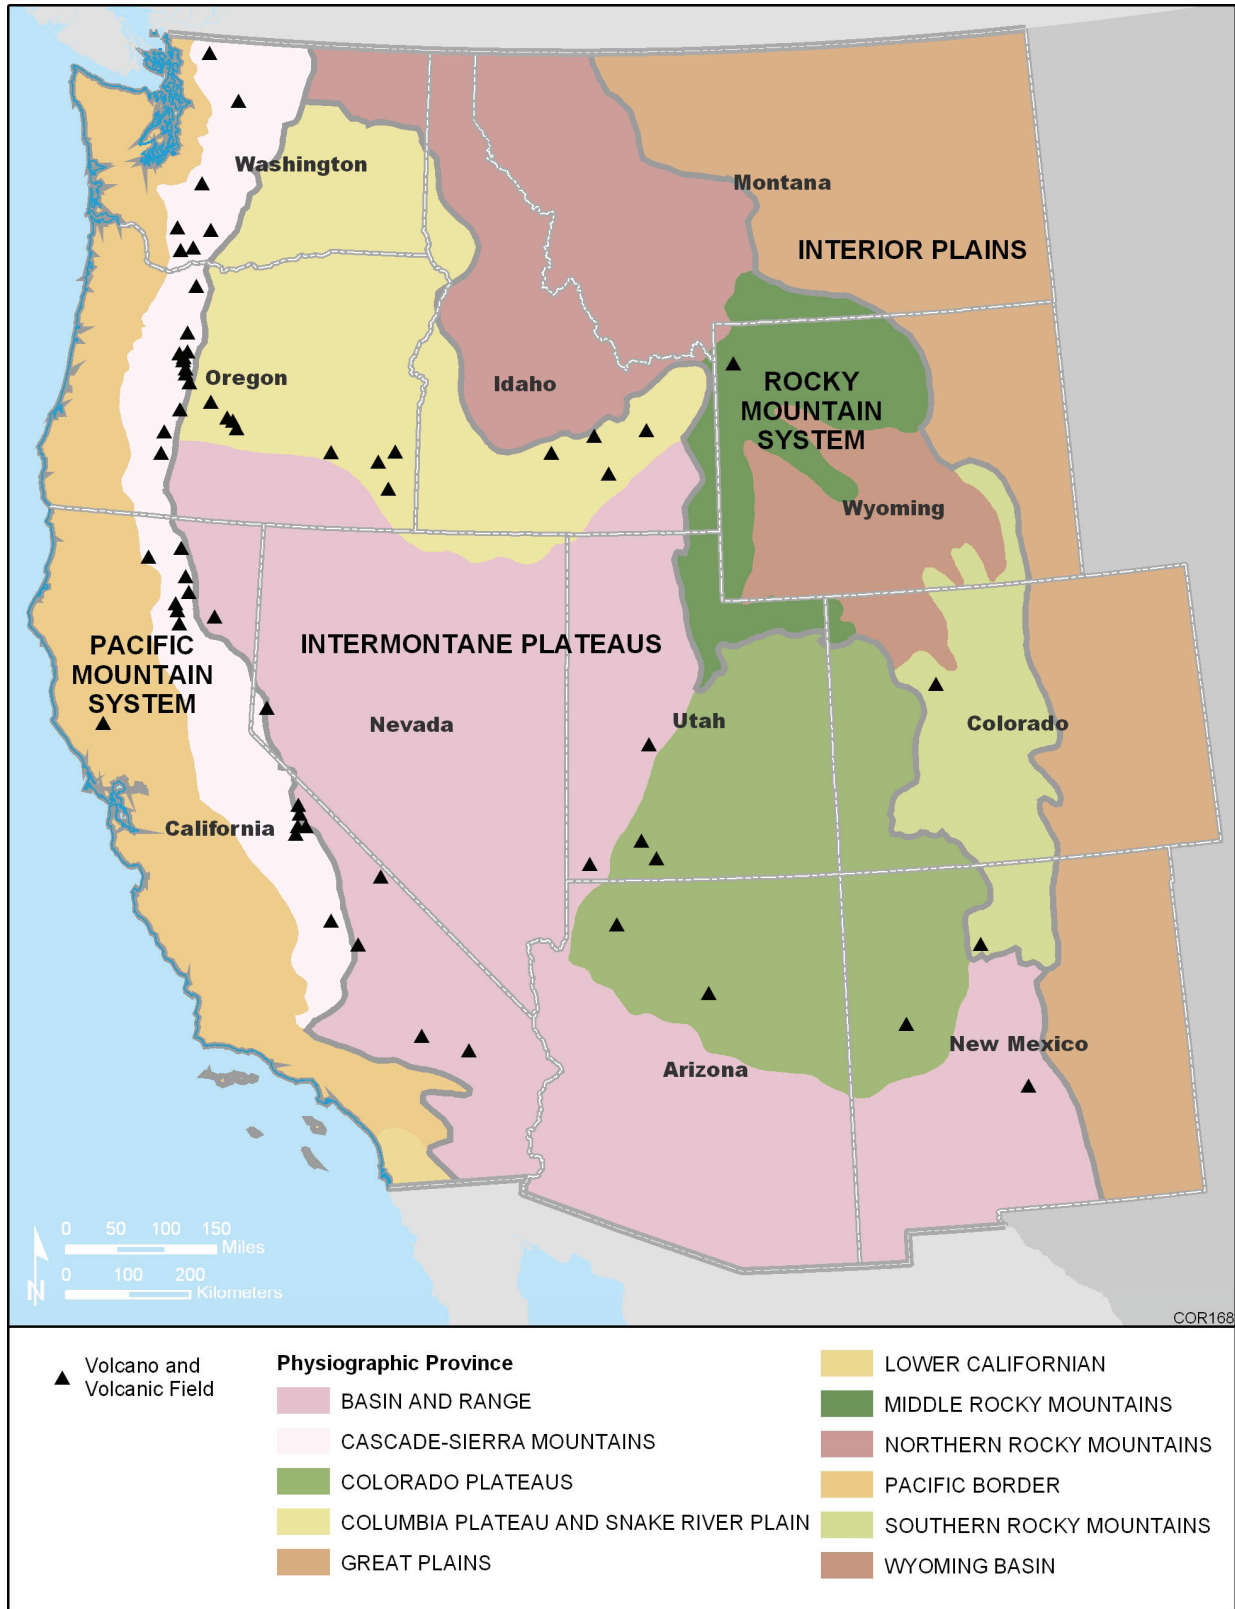 Washington
Montana
INTERIOR PLAINS
Oregon
Idaho
ROCKY
MOUNTAIN
SYSTEM
Wyoming
PACIFIC
MOUNTAIN
SYSTEM
INTERMONTANE PLATEAUS
Nevada
Utah
Colorado
California
Arizona
New Mexico
0 50 100 150
Miles
0 100 200
Kilometers
N
COR168
Volcano and
Volcanic Field
Physiographic Province
BASIN AND RANGE
CASCADE-SIERRA MOUNTAINS
COLORADO PLATEAUS
COLUMBIA PLATEAU AND SNAKE RIVER PLAIN
GREAT PLAINS
LOWER CALIFORNIAN
MIDDLE ROCKY MOUNTAINS
NORTHERN ROCKY MOUNTAINS
PACIFIC BORDER
SOUTHERN ROCKY MOUNTAINS
WYOMING BASIN